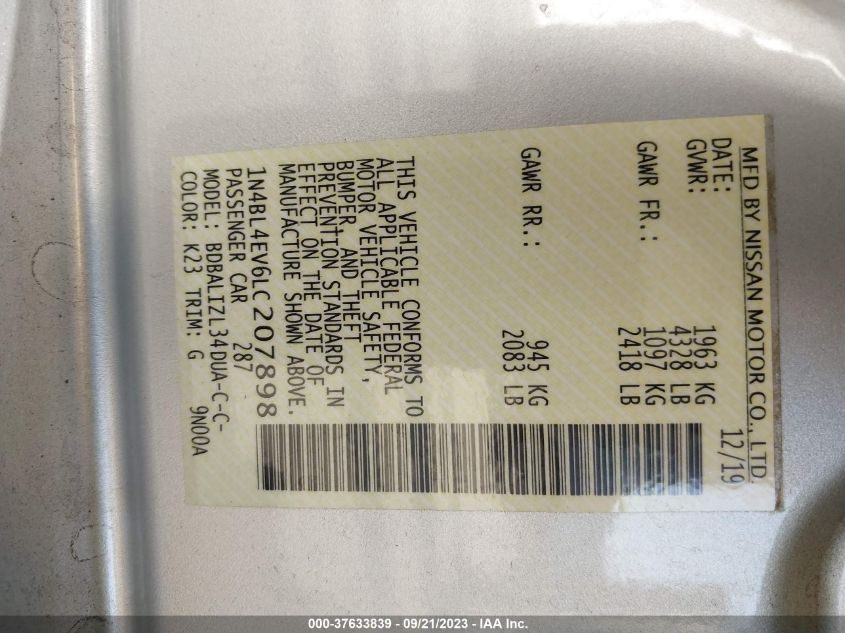 MFD BY NISSAN MOTOR CO., LTD.
DATE: 12/19
GVWR: 1963 KG
4328 LB
GAWR FR.: 1097 KG
2418 LB
GAWR RR.: 945 KG
2083 LB
THIS VEHICLE CONFORMS TO
ALL APPLICABLE FEDERAL
MOTOR VEHICLE SAFETY,
BUMPER, AND THEFT
PREVENTION STANDARDS IN
EFFECT ON THE DATE OF
MANUFACTURE SHOWN ABOVE.
1N4BL4EV6LC207898
PASSENGER CAR 287
MODEL: BDBALIZL34DUA-C-C-
COLOR: K23 TRIM: G 9N00A
000-37633839 - 09/21/2023 - IAA Inc.